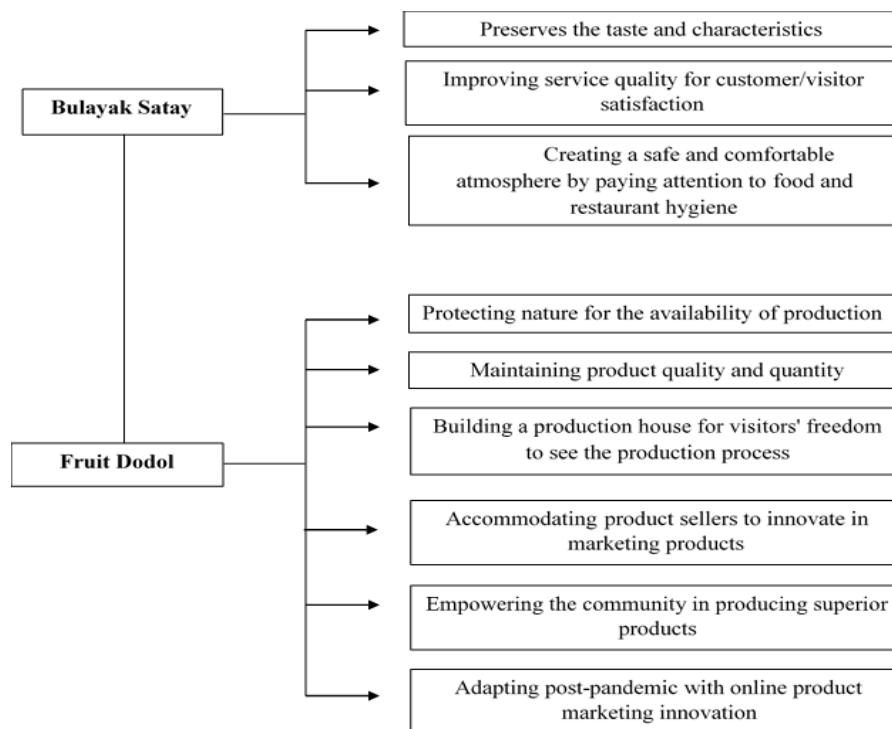 Bulayak Satay
Preserves the taste and characteristics
Improving service quality for customer/visitor
satisfaction
Creating a safe and comfortable
atmosphere by paying attention to food and
restaurant hygiene
Fruit Dodol
Protecting nature for the availability of production
Maintaining product quality and quantity
Building a production house for visitors' freedom
to see the production process
Accommodating product sellers to innovate in
marketing products
Empowering the community in producing superior
products
Adapting post-pandemic with online product
marketing innovation